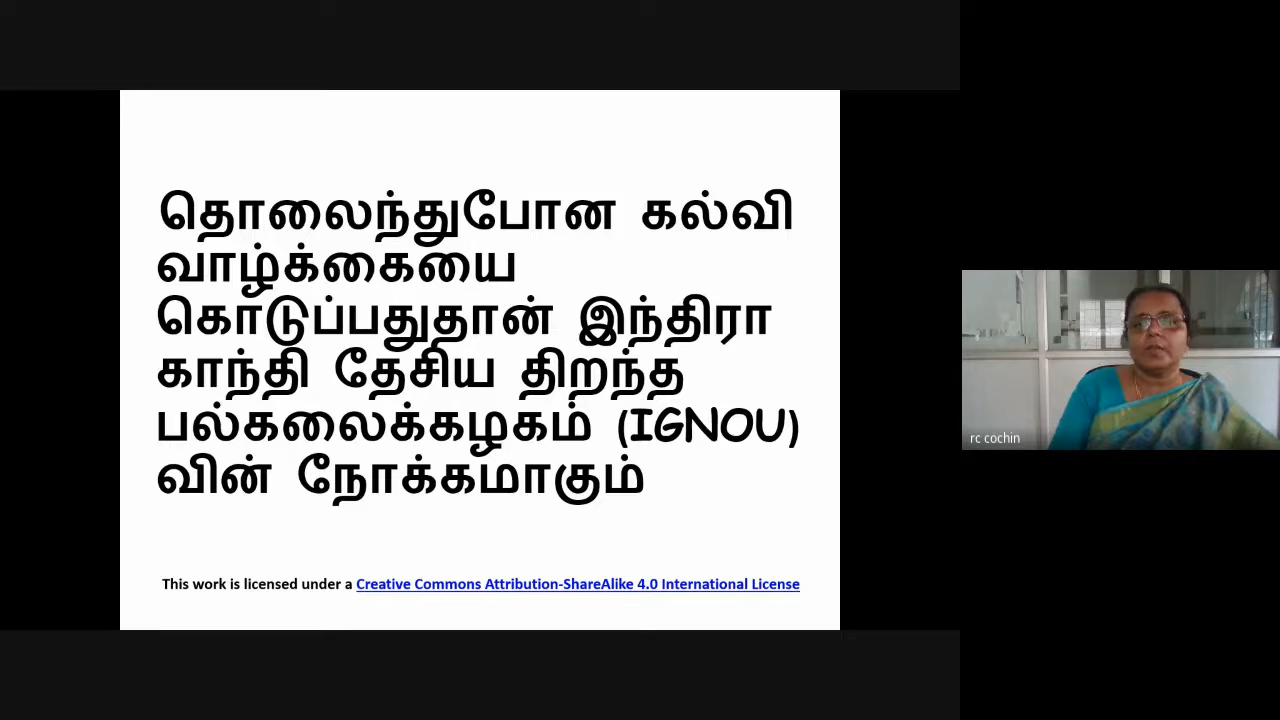 தொலைந்துபோன கல்வி
வாழ்க்கையை
கொடுப்பதுதான் இந்திரா
காந்தி தேசிய திறந்த
பல்கலைக்கழகம் (IGNOU)
வின் நோக்கமாகும்
This work is licensed under a Creative Commons Attribution-ShareAlike 4.0 International License
rc cochin